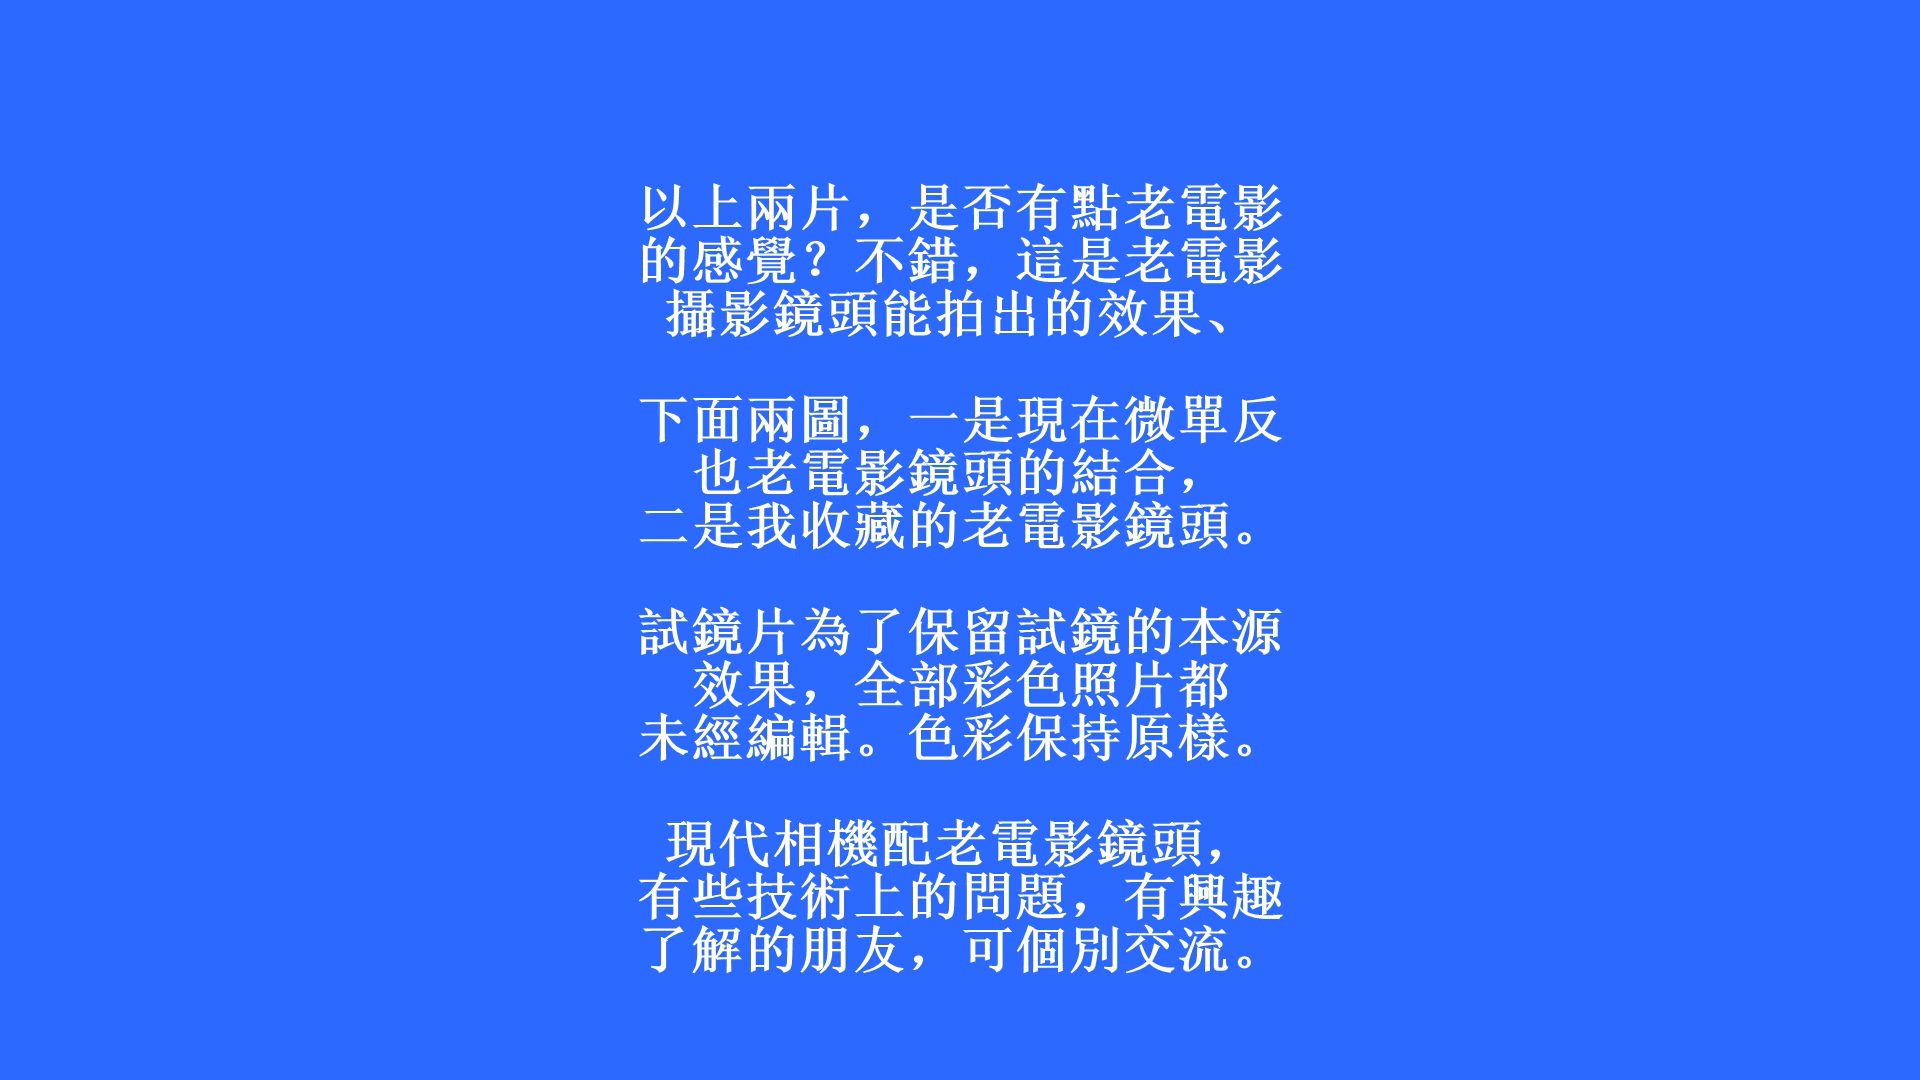 以上兩片，是否有點老電影
的感覺？不錯，這是老電影
攝影鏡頭能拍出的效果、
下面兩圖，一是現在微單反
也老電影鏡頭的結合，
二是我收藏的老電影鏡頭。
試鏡片為了保留試鏡的本源
效果，全部彩色照片都
未經編輯。色彩保持原樣。
現代相機配老電影鏡頭，
有些技術上的問題，有興趣
了解的朋友，可個別交流。